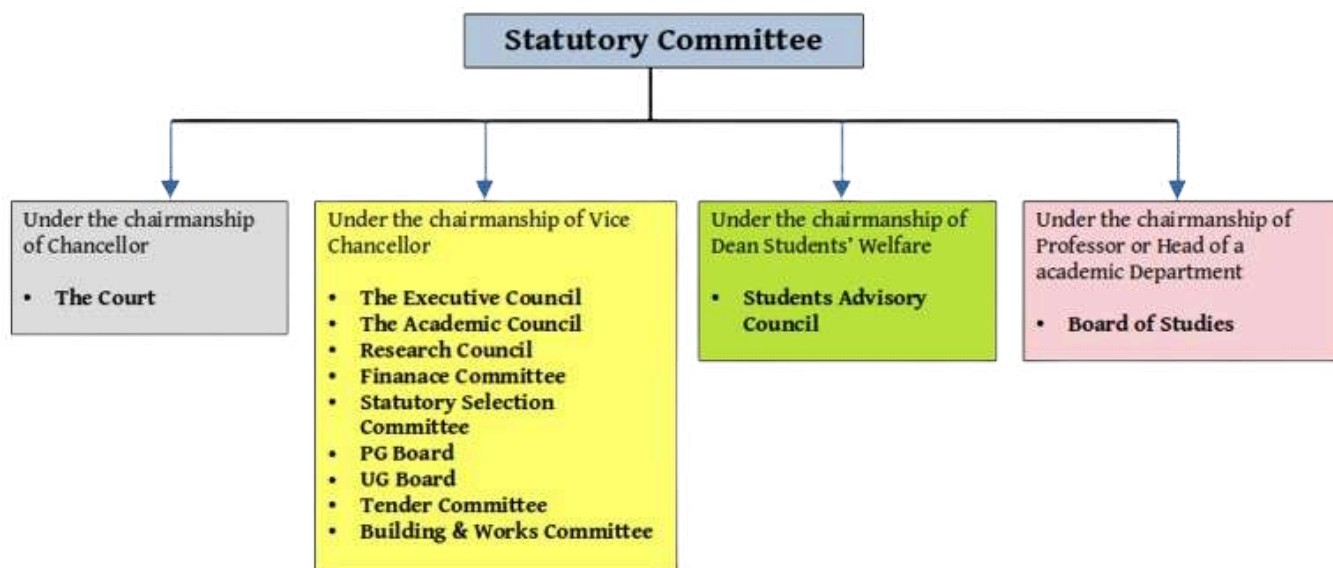 Statutory Committee
Under the chairmanship
of Chancellor
• The Court
Under the chairmanship of Vice
Chancellor
• The Executive Council
• The Academic Council
• Research Council
• Finanace Committee
• Statutory Selection
Committee
• PG Board
• UG Board
• Tender Committee
• Building & Works Committee
Under the chairmanship of
Dean Students' Welfare
• Students Advisory
Council
Under the chairmanship of
Professor or Head of a
academic Department
• Board of Studies